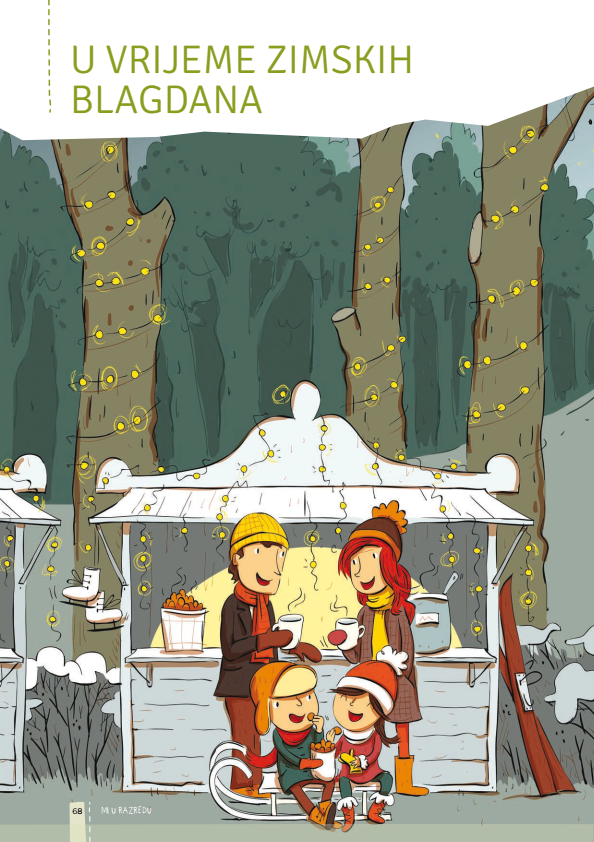 U VRIJEME ZIMSKIH
BLAGDANA
68
MI U RAZREDU